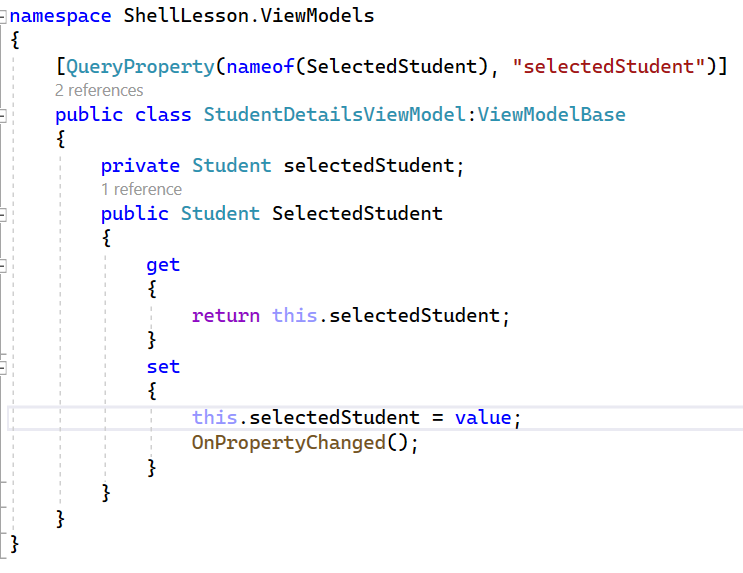 namespace ShellLesson.ViewModels
{
    [QueryProperty(nameof(SelectedStudent), "selectedStudent")]
    2 references
    public class StudentDetailsViewModel:ViewModelBase
    {
        private Student selectedStudent;
        1 reference
        public Student SelectedStudent
        {
            get
            {
                return this.selectedStudent;
            }
            set
            {
                this.selectedStudent = value;
                OnPropertyChanged();
            }
        }
    }
}